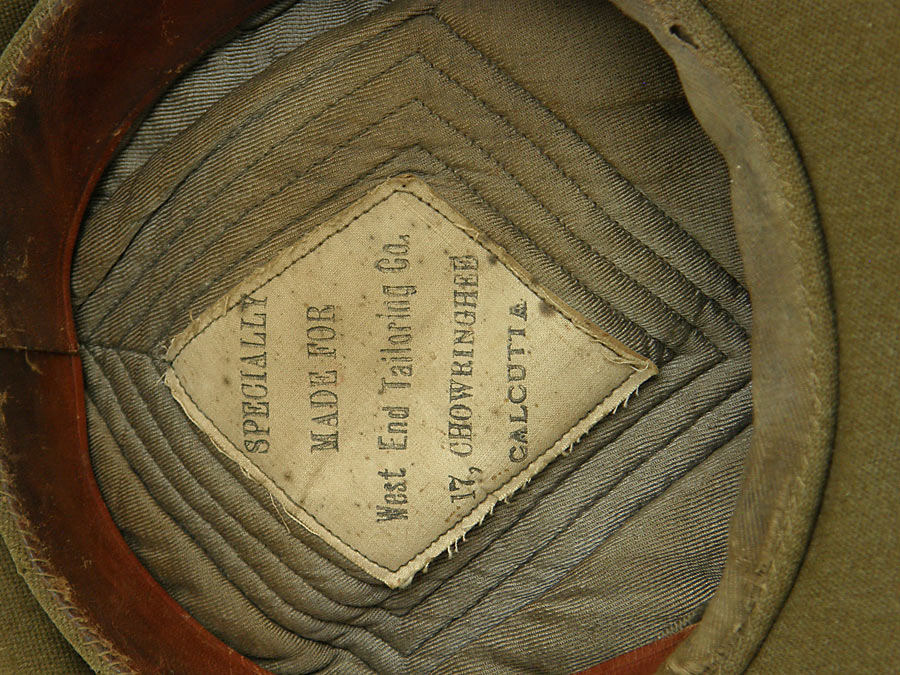 SPECIALLY
MADE FOR
West End Tailoring Co.
17, CHOWRINGHEE
CALCUTTA